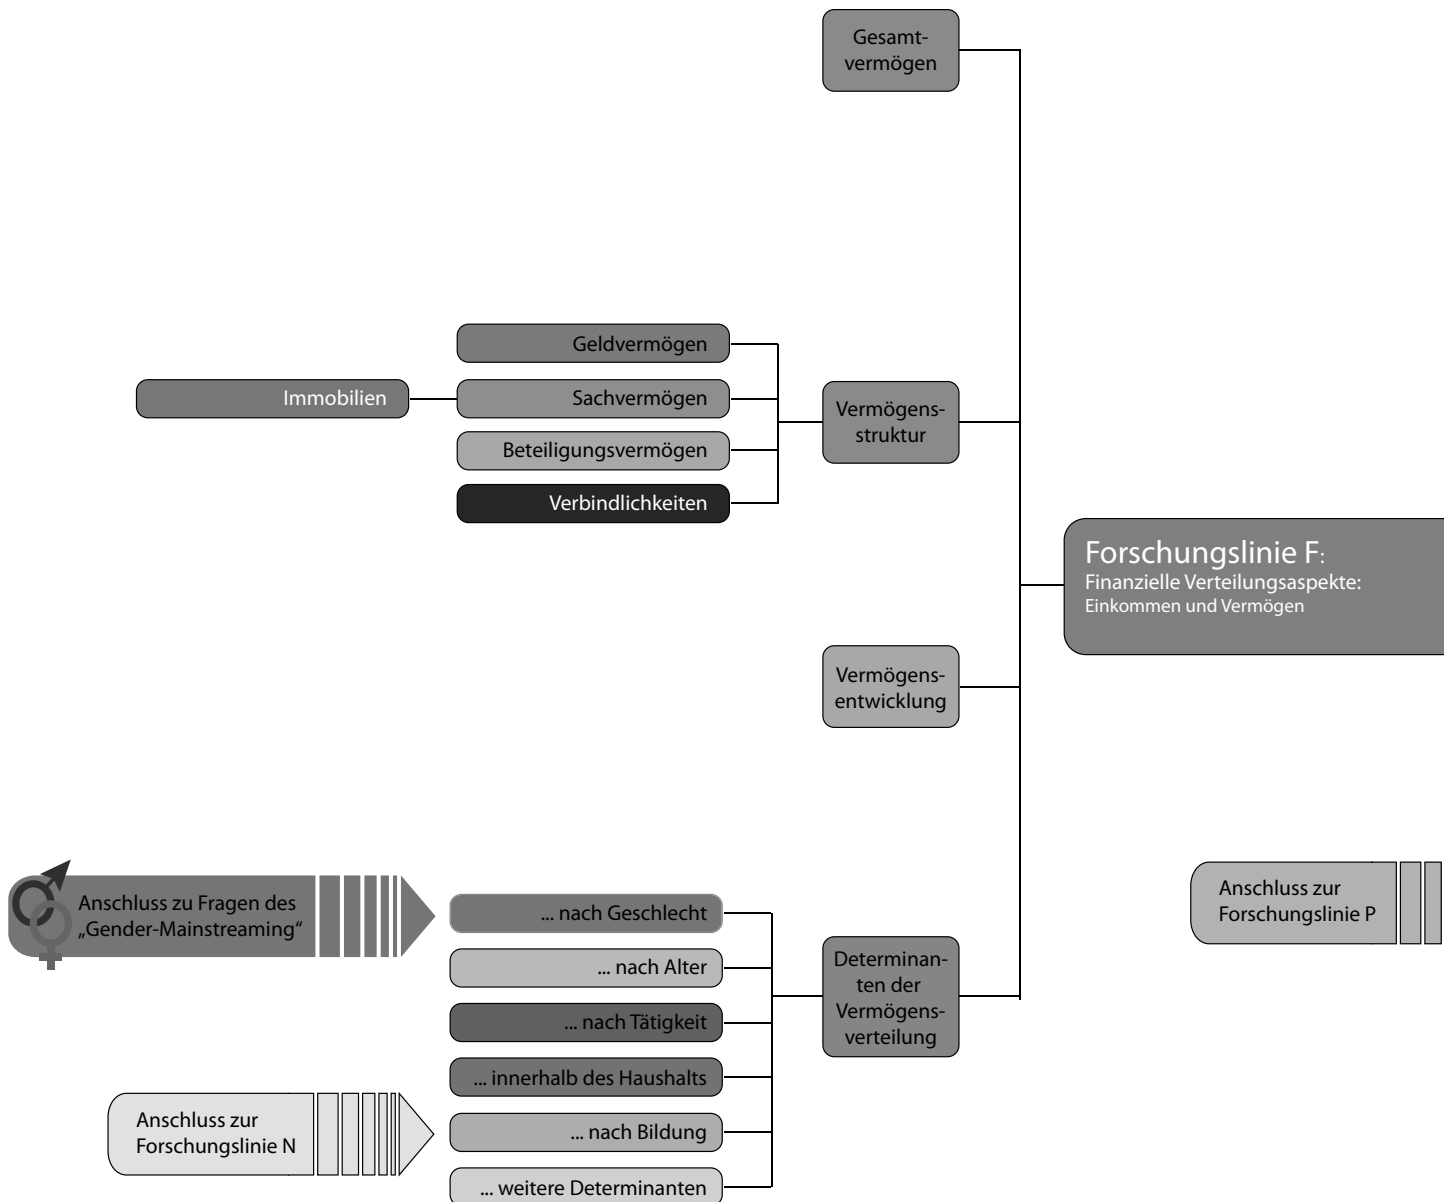 Gesamt-
vermögen
Geldvermögen
Immobilien
Sachvermögen
Beteiligungsvermögen
Verbindlichkeiten
Vermögens-
struktur
Forschungslinie F:
Finanzielle Verteilungsaspekte:
Einkommen und Vermögen
Vermögens-
entwicklung
Anschluss zu Fragen des
„Gender-Mainstreaming“
... nach Geschlecht
... nach Alter
... nach Tätigkeit
... innerhalb des Haushalts
... nach Bildung
... weitere Determinanten
Determinan-
ten der
Vermögens-
verteilung
Anschluss zur
Forschungslinie P
Anschluss zur
Forschungslinie N